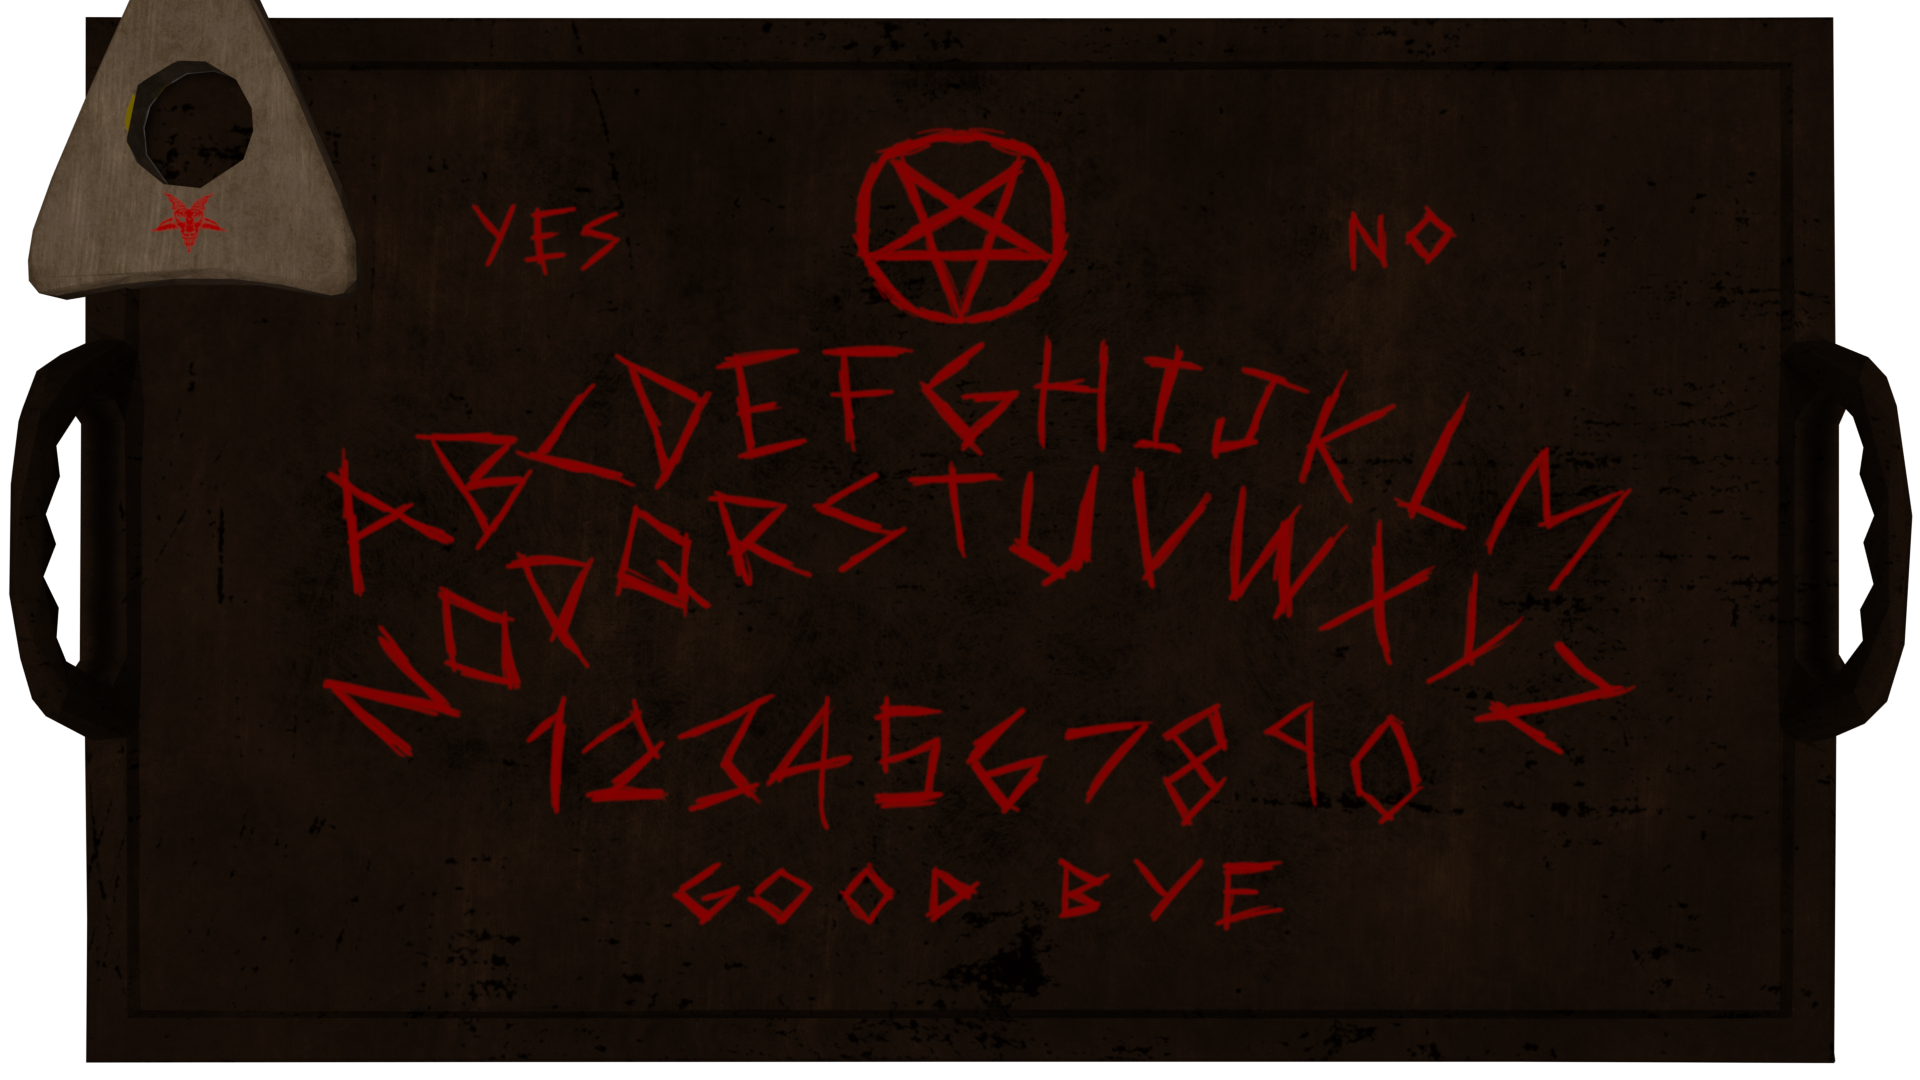 YES NO
ABCDEFGHIJKLM
NOPQRSTUVWXYZ
1234567890
GOOD BYE